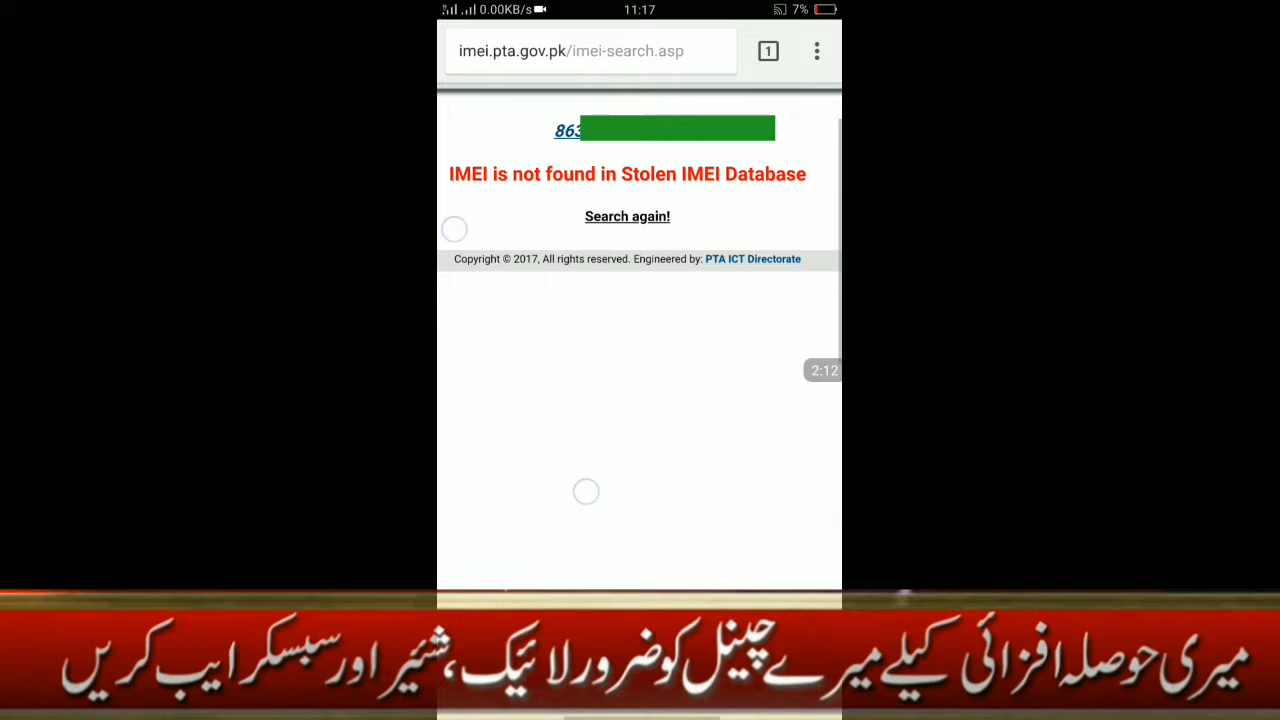 0.00KB/s 11:17 7%
imei.pta.gov.pk/imei-search.asp 1
863
IMEI is not found in Stolen IMEI Database
Search again!
Copyright © 2017, All rights reserved. Engineered by: PTA ICT Directorate
2:12
میری حوصلہ افزائی کیلے میرے چینل کو ضرور لائیک، شئیر اور سبسکرایب کریں